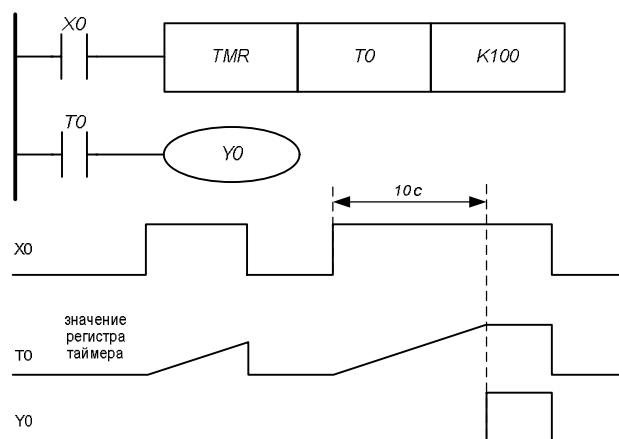 X0
TMR T0 K100
T0
Y0
10с
X0
значение
регистра
таймера
T0
Y0